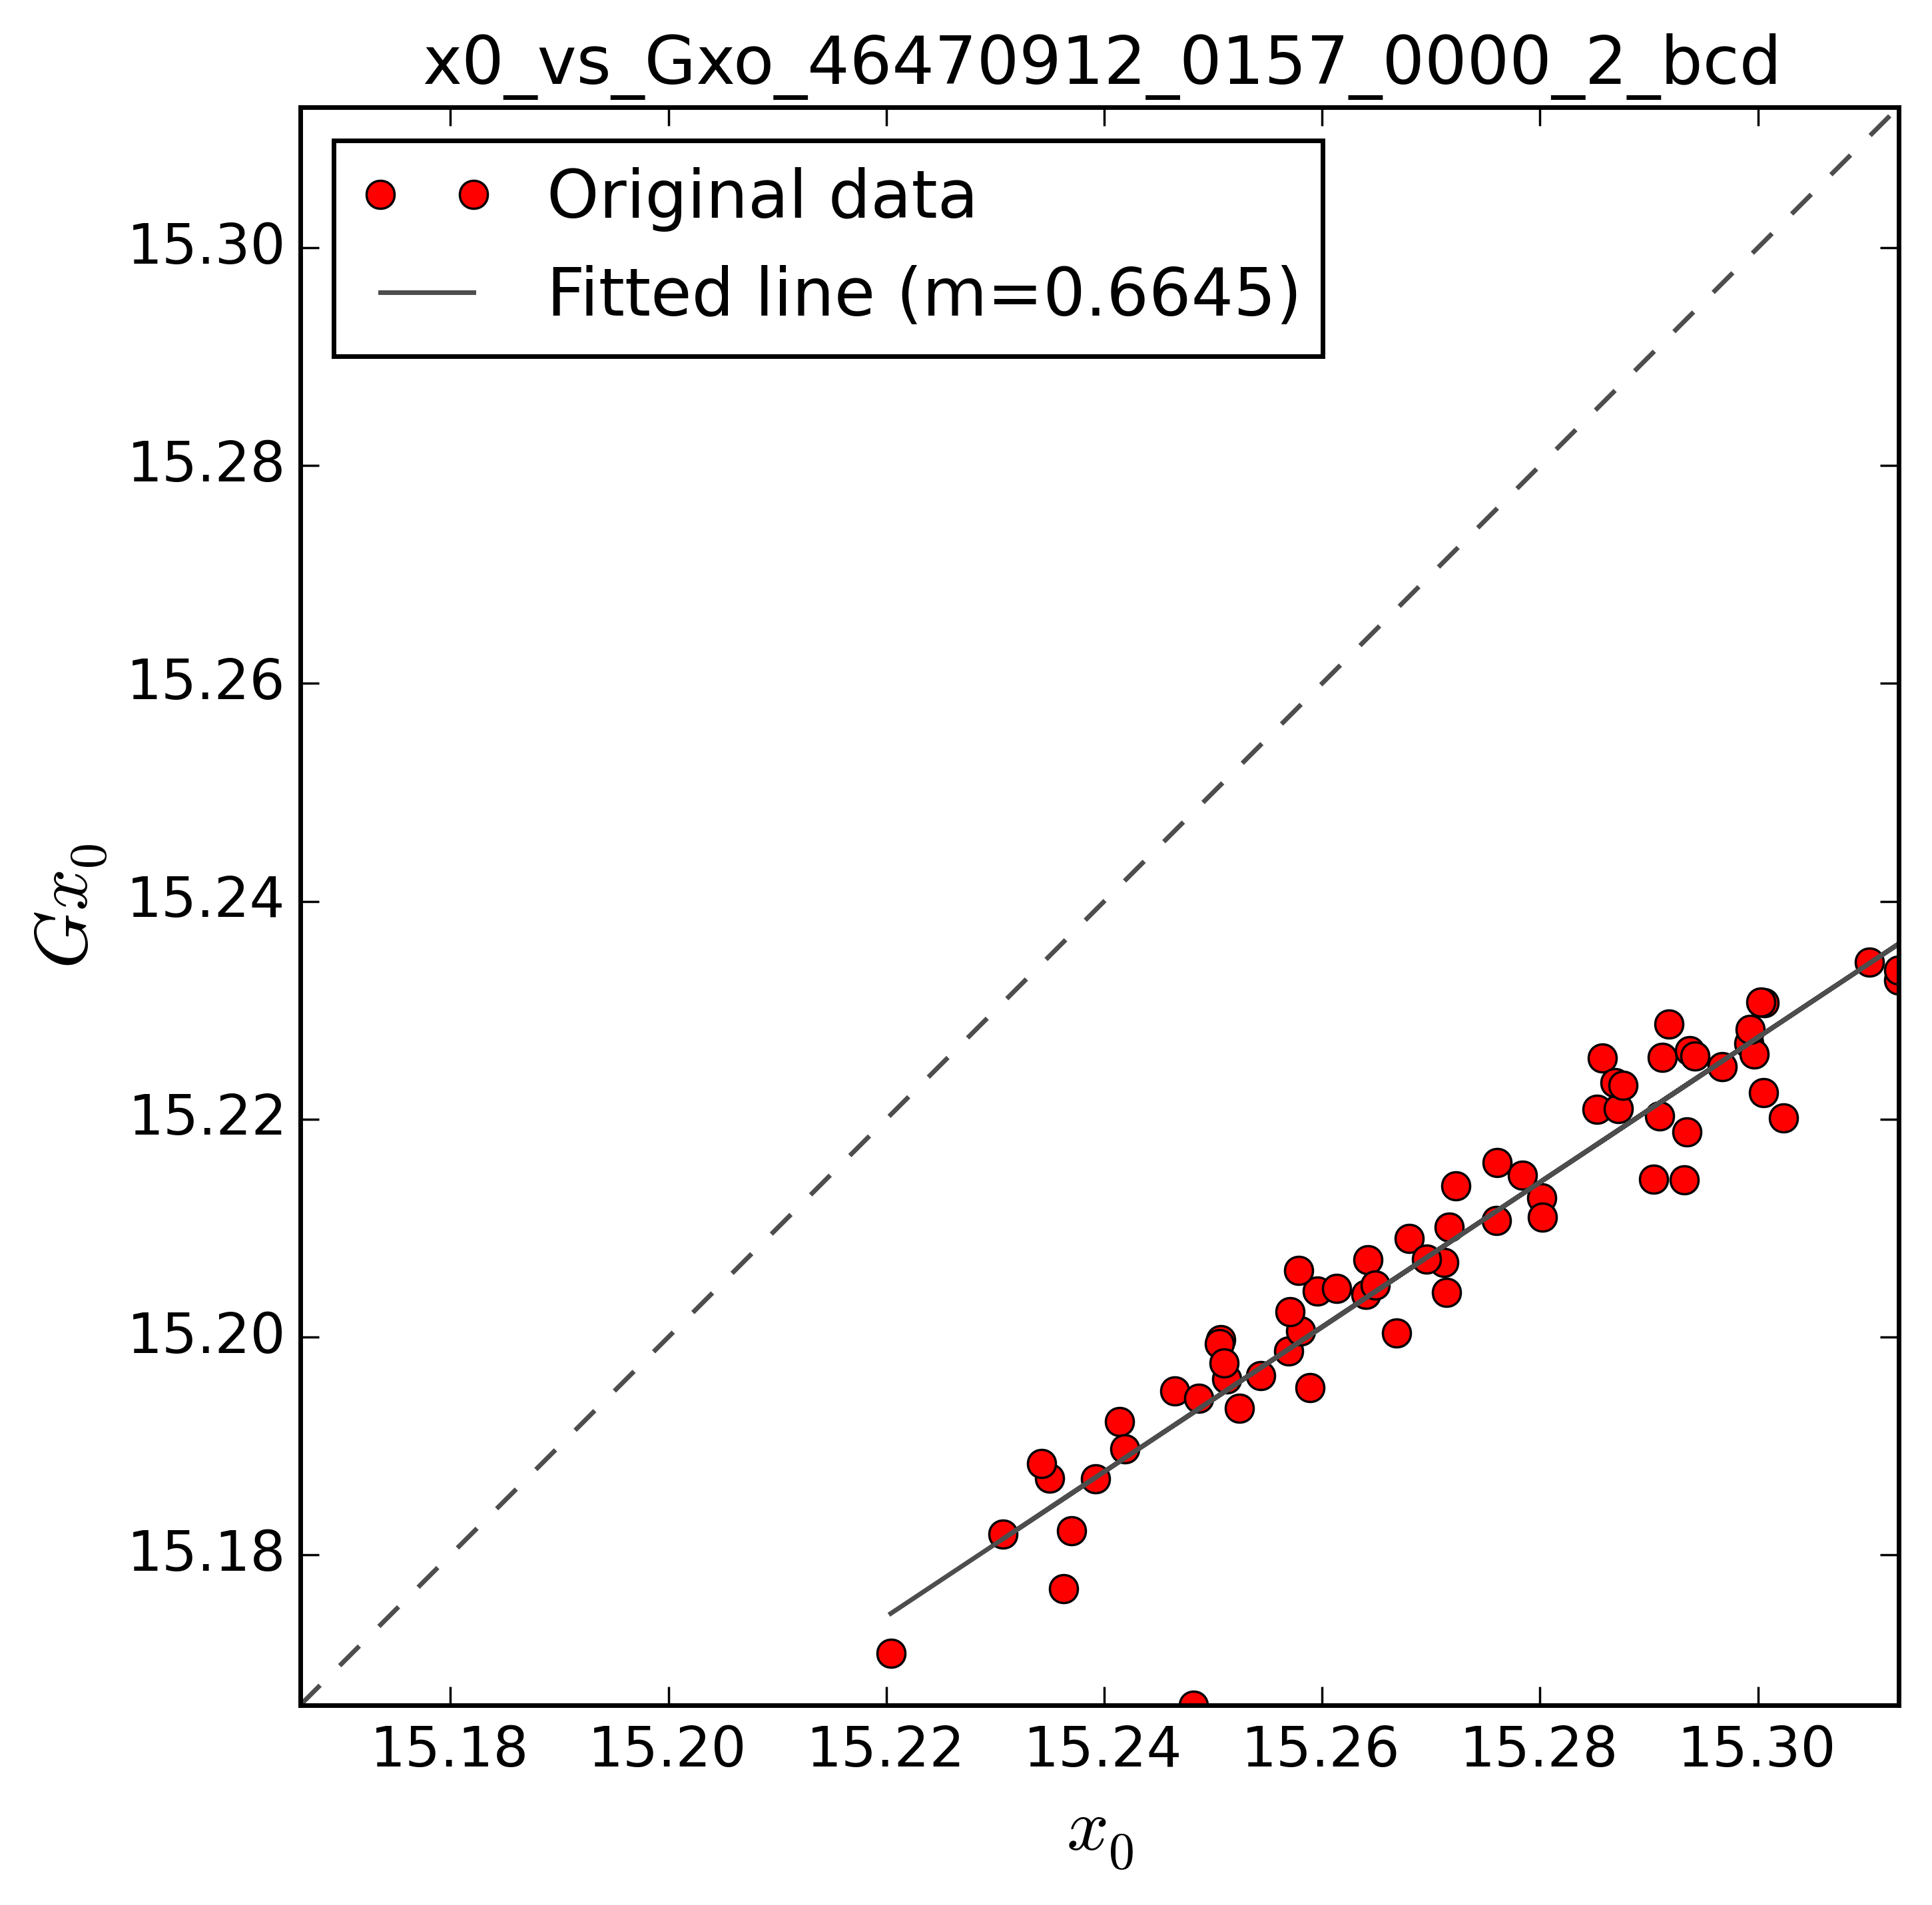 x0_vs_Gxo_46470912_0157_0000_2_bcd
Original data
Fitted line (m=0.6645)
15.30
15.28
15.26
15.24
15.22
15.20
15.18
Gx₀
15.18 15.20 15.22 15.24 15.26 15.28 15.30
x₀